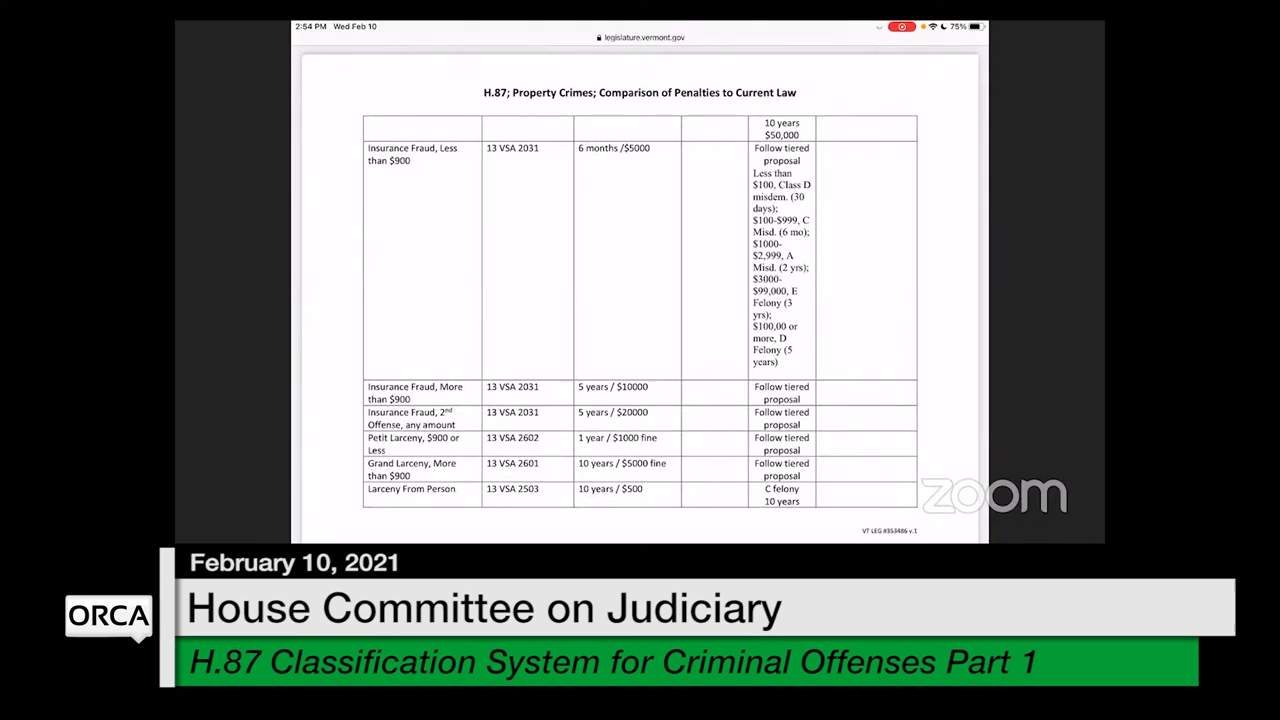 2:54 PM Wed Feb 10
75%
legislature.vermont.gov
H.87; Property Crimes; Comparison of Penalties to Current Law
10 years
$50,000
Insurance Fraud, Less
than $900
13 VSA 2031
6 months /$5000
Follow tiered
proposal
Less than
$100, Class D
misdem. (30
days);
$100-$999, C
Misd. (6 mo);
$1000-
$2,999, A
Misd. (2 yrs);
$3000-
$99,000, E
Felony (3
yrs);
$100,00 or
more, D
Felony (5
years)
Insurance Fraud, More
than $900
13 VSA 2031
5 years / $10000
Follow tiered
proposal
Insurance Fraud, 2nd
Offense, any amount
13 VSA 2031
5 years / $20000
Follow tiered
proposal
Petit Larceny, $900 or
Less
13 VSA 2602
1 year / $1000 fine
Follow tiered
proposal
Grand Larceny, More
than $900
13 VSA 2601
10 years / $5000 fine
Follow tiered
proposal
Larceny From Person
13 VSA 2503
10 years / $500
C felony
10 years
VT LEG #353486 v.1
zoom
February 10, 2021
ORCA
House Committee on Judiciary
H.87 Classification System for Criminal Offenses Part 1